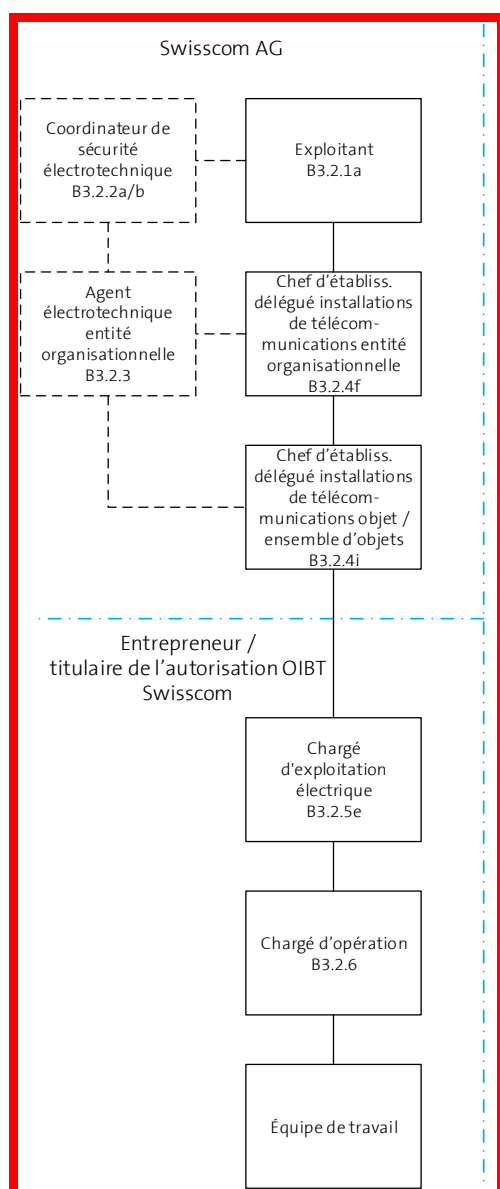 Swisscom AG
Coordinateur de
sécurité
électrotechnique
B3.2.2a/b
Exploitant
B3.2.1a
Agent
électrotechnique
entité
organisationnelle
B3.2.3
Chef d'établiss.
délégué installations
de télécom-
munications entité
organisationnelle
B3.2.4f
Chef d'établiss.
délégué installations
de télécom-
munications objet /
ensemble d'objets
B3.2.4i
Entrepreneur /
titulaire de l'autorisation OIBT
Swisscom
Chargé
d'exploitation
électrique
B3.2.5e
Chargé d'opération
B3.2.6
Équipe de travail